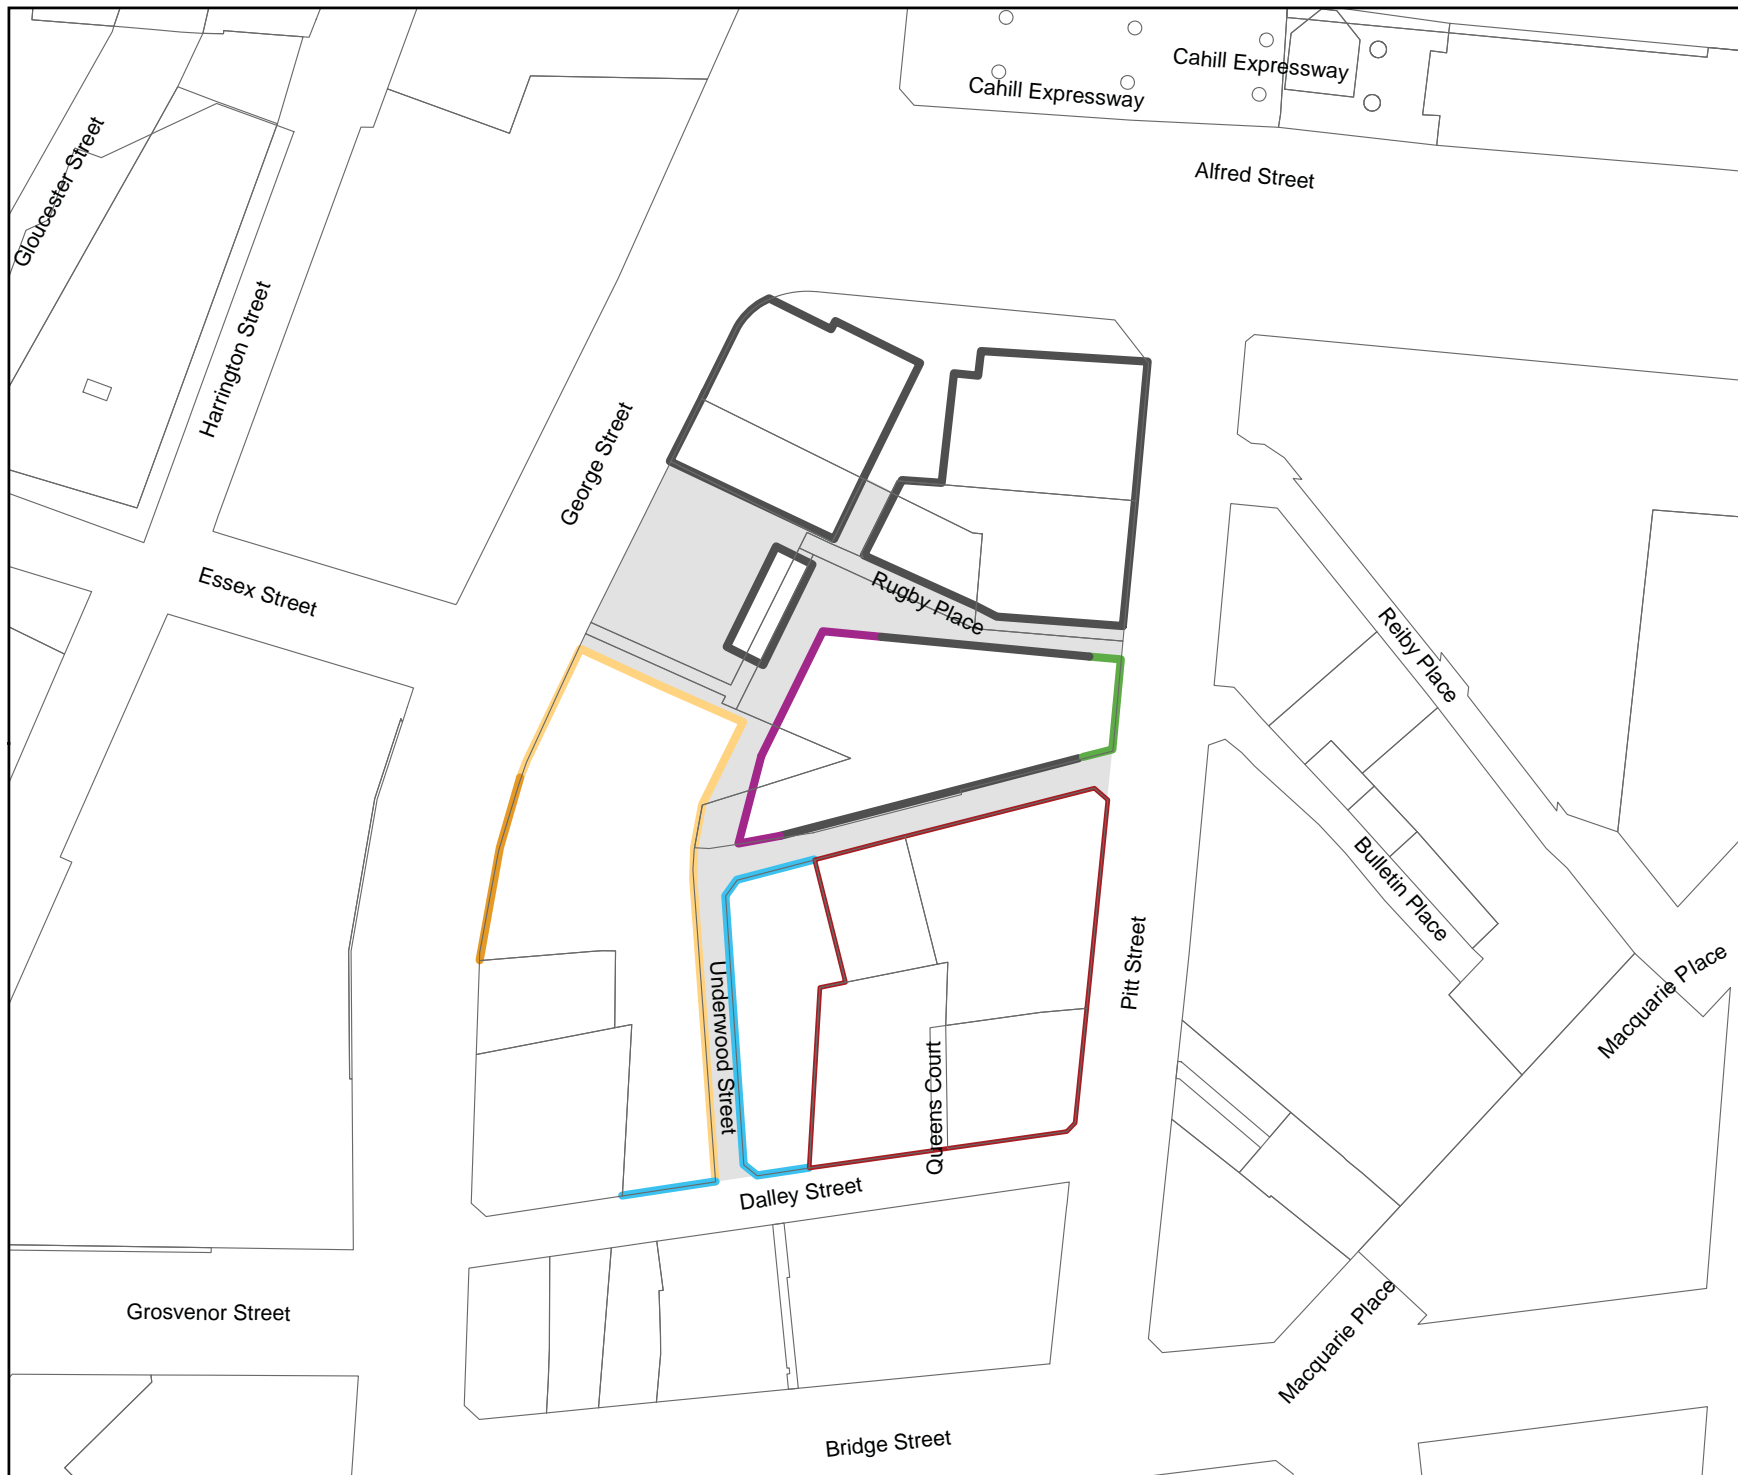 Cahill Expressway
Cahill Expressway
Alfred Street
Gloucester Street
Harrington Street
George Street
Essex Street
Rugby Place
Reiby Place
Bulletin Place
Pitt Street
Macquarie Place
Underwood Street
Queens Court
Dalley Street
Grosvenor Street
Macquarie Place
Bridge Street